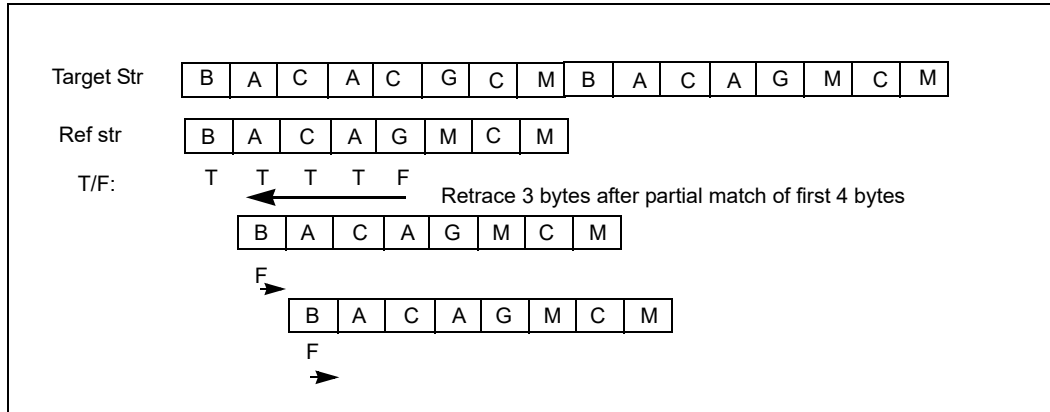 Target Str B A C A C G C M B A C A G M C M
Ref str B A C A G M C M
T/F: T T T T F
Retrace 3 bytes after partial match of first 4 bytes
B A C A G M C M
F
B A C A G M C M
F